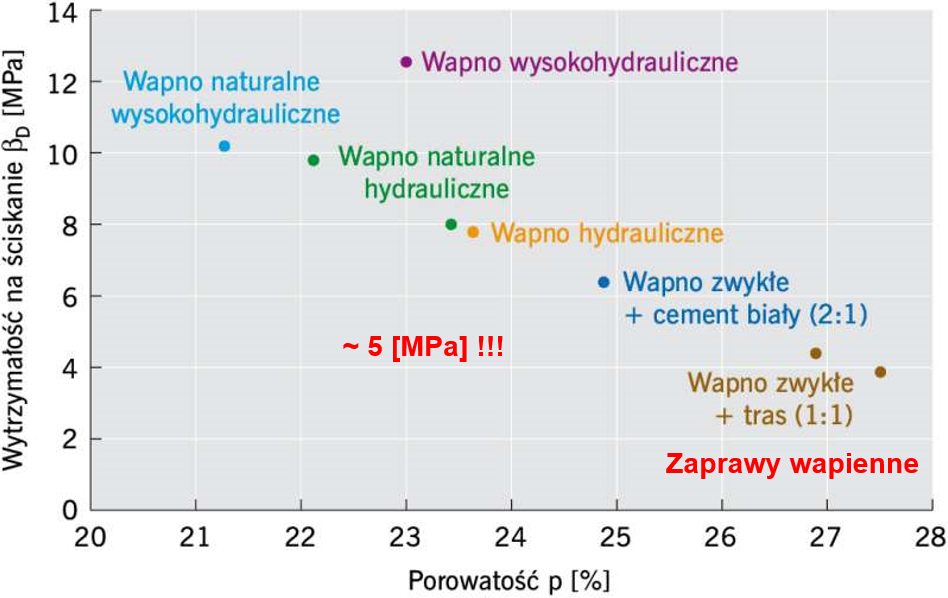 14
12
10
8
6
4
2
0
Wytrzymałość na ściskanie βD [MPa]
Wapno wysokohydrauliczne
Wapno naturalne
wysokohydrauliczne
Wapno naturalne
hydrauliczne
Wapno hydrauliczne
Wapno zwykłe
+ cement biały (2:1)
~ 5 [MPa] !!!
Wapno zwykłe
+ tras (1:1)
Zaprawy wapienne
20 21 22 23 24 25 26 27 28
Porowatość p [%]